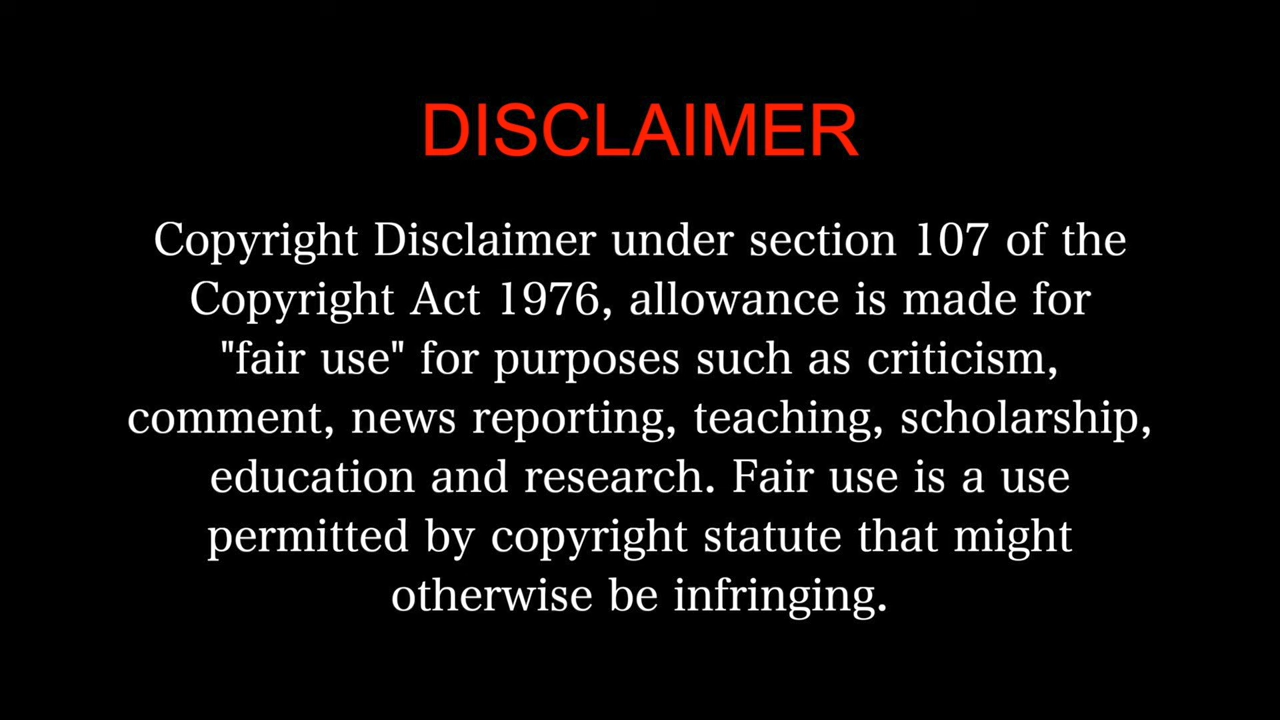 DISCLAIMER
Copyright Disclaimer under section 107 of the
Copyright Act 1976, allowance is made for
"fair use" for purposes such as criticism,
comment, news reporting, teaching, scholarship,
education and research. Fair use is a use
permitted by copyright statute that might
otherwise be infringing.